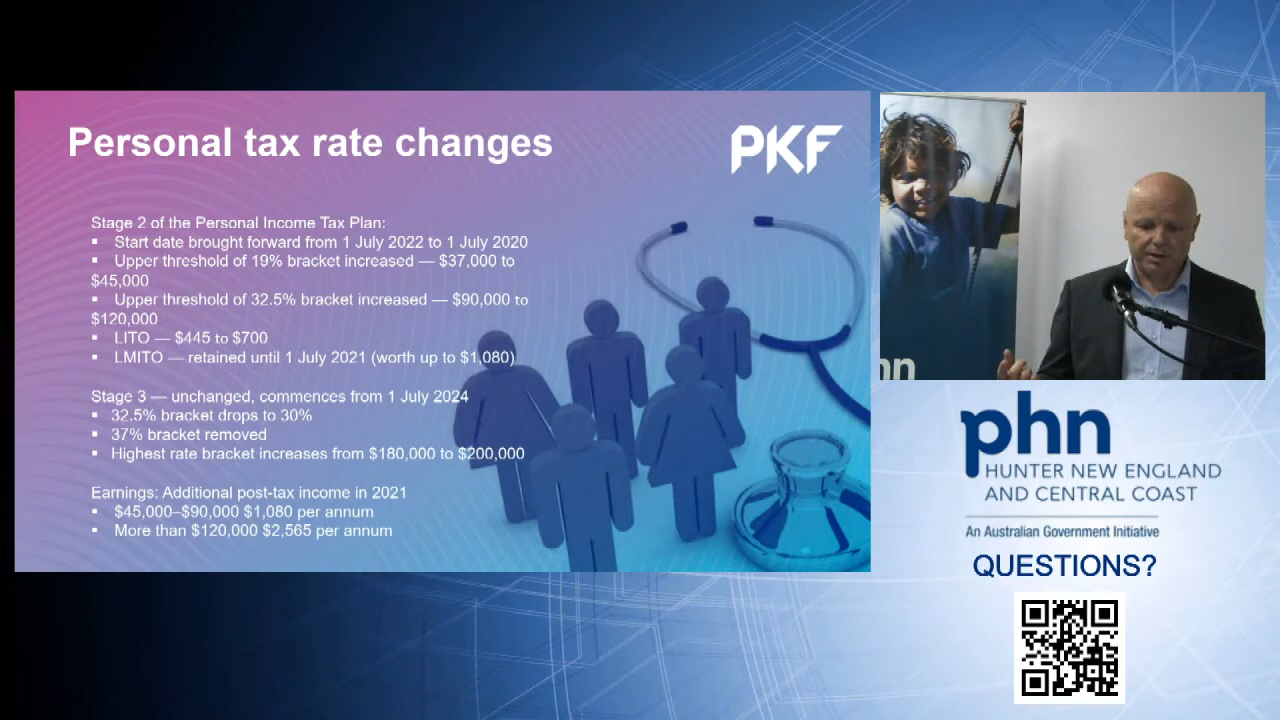 Personal tax rate changes
PKF
Stage 2 of the Personal Income Tax Plan:
▪ Start date brought forward from 1 July 2022 to 1 July 2020
▪ Upper threshold of 19% bracket increased — $37,000 to
$45,000
▪ Upper threshold of 32.5% bracket increased — $90,000 to
$120,000
▪ LITO — $445 to $700
▪ LMITO — retained until 1 July 2021 (worth up to $1,080)
Stage 3 — unchanged, commences from 1 July 2024
▪ 32.5% bracket drops to 30%
▪ 37% bracket removed
▪ Highest rate bracket increases from $180,000 to $200,000
Earnings: Additional post-tax income in 2021
▪ $45,000–$90,000 $1,080 per annum
▪ More than $120,000 $2,565 per annum
hn
phn
HUNTER NEW ENGLAND
AND CENTRAL COAST
An Australian Government Initiative
QUESTIONS?